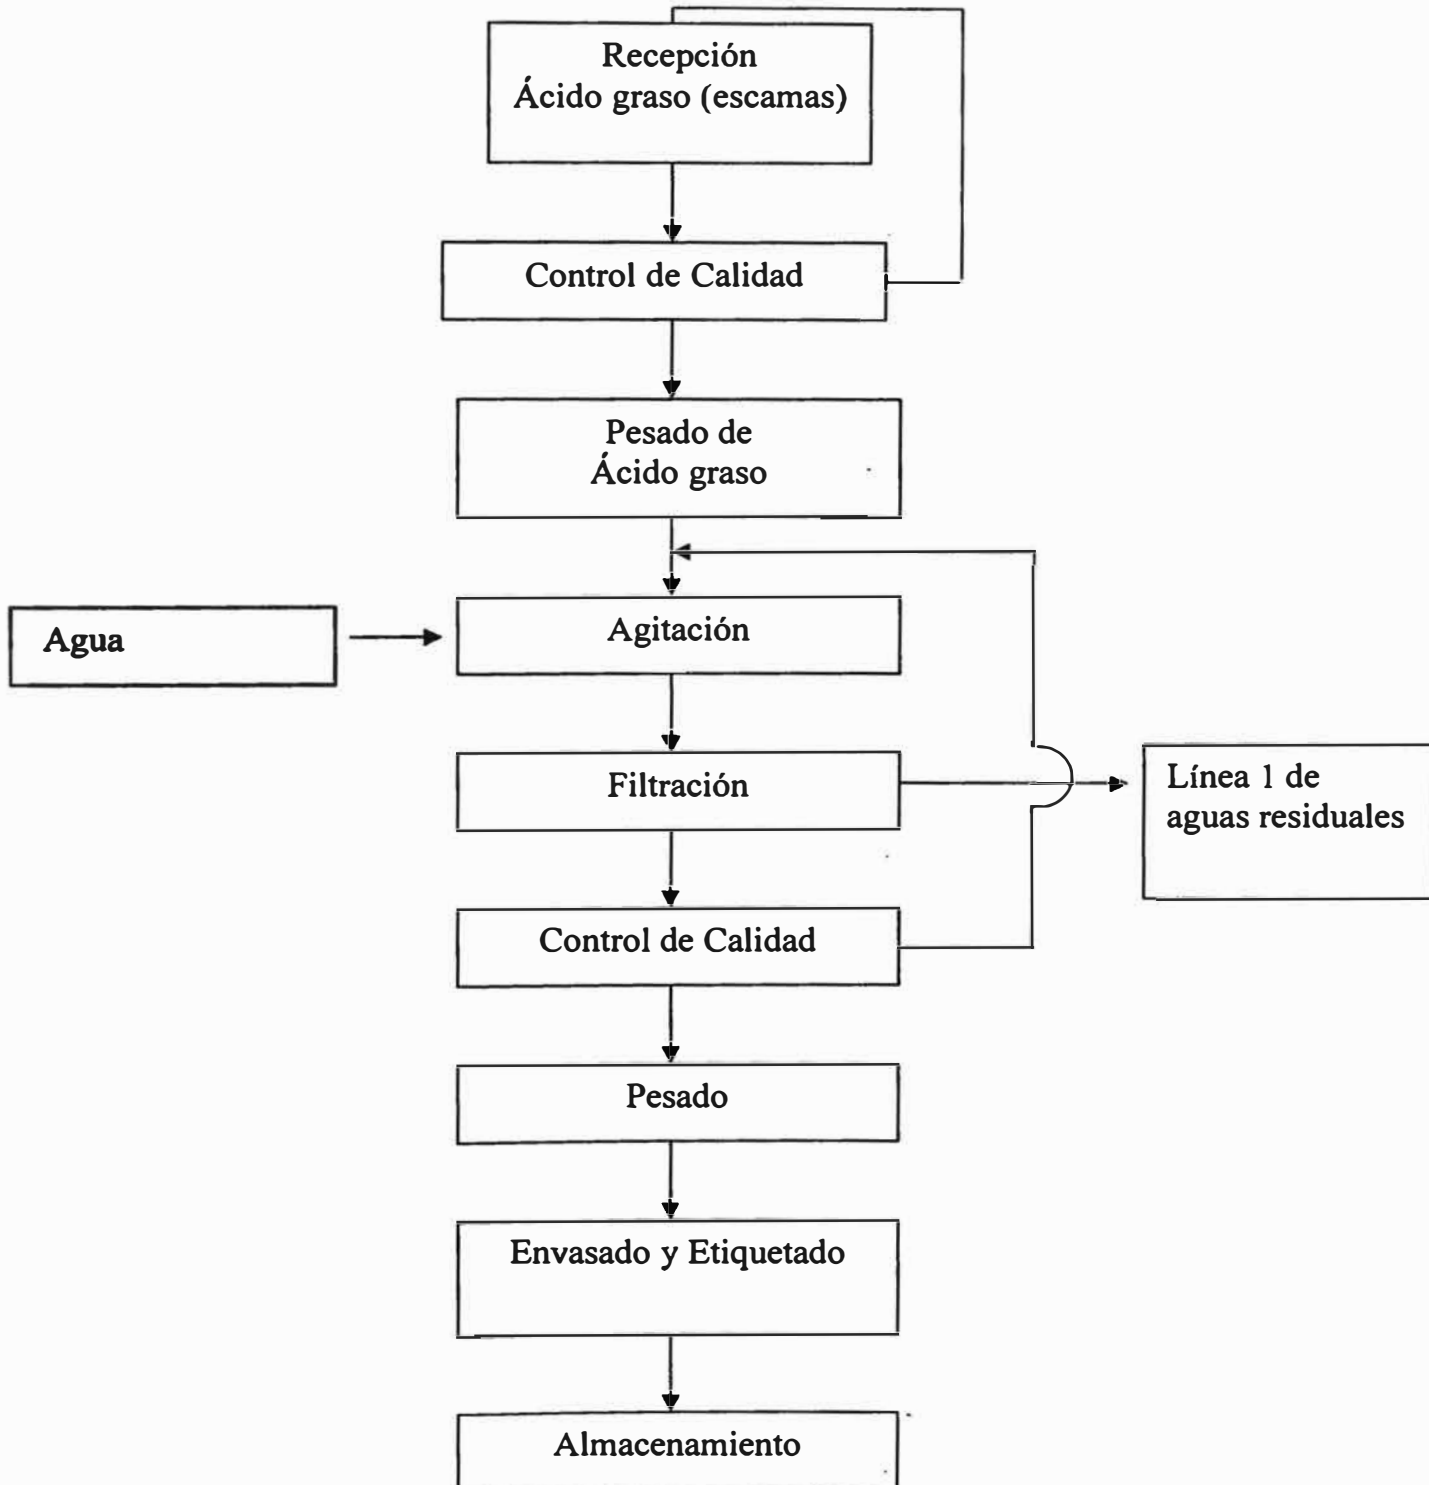 Recepción
Ácido graso (escamas)
Control de Calidad
Pesado de
Ácido graso
Agua
Agitación
Filtración
Línea 1 de
aguas residuales
Control de Calidad
Pesado
Envasado y Etiquetado
Almacenamiento